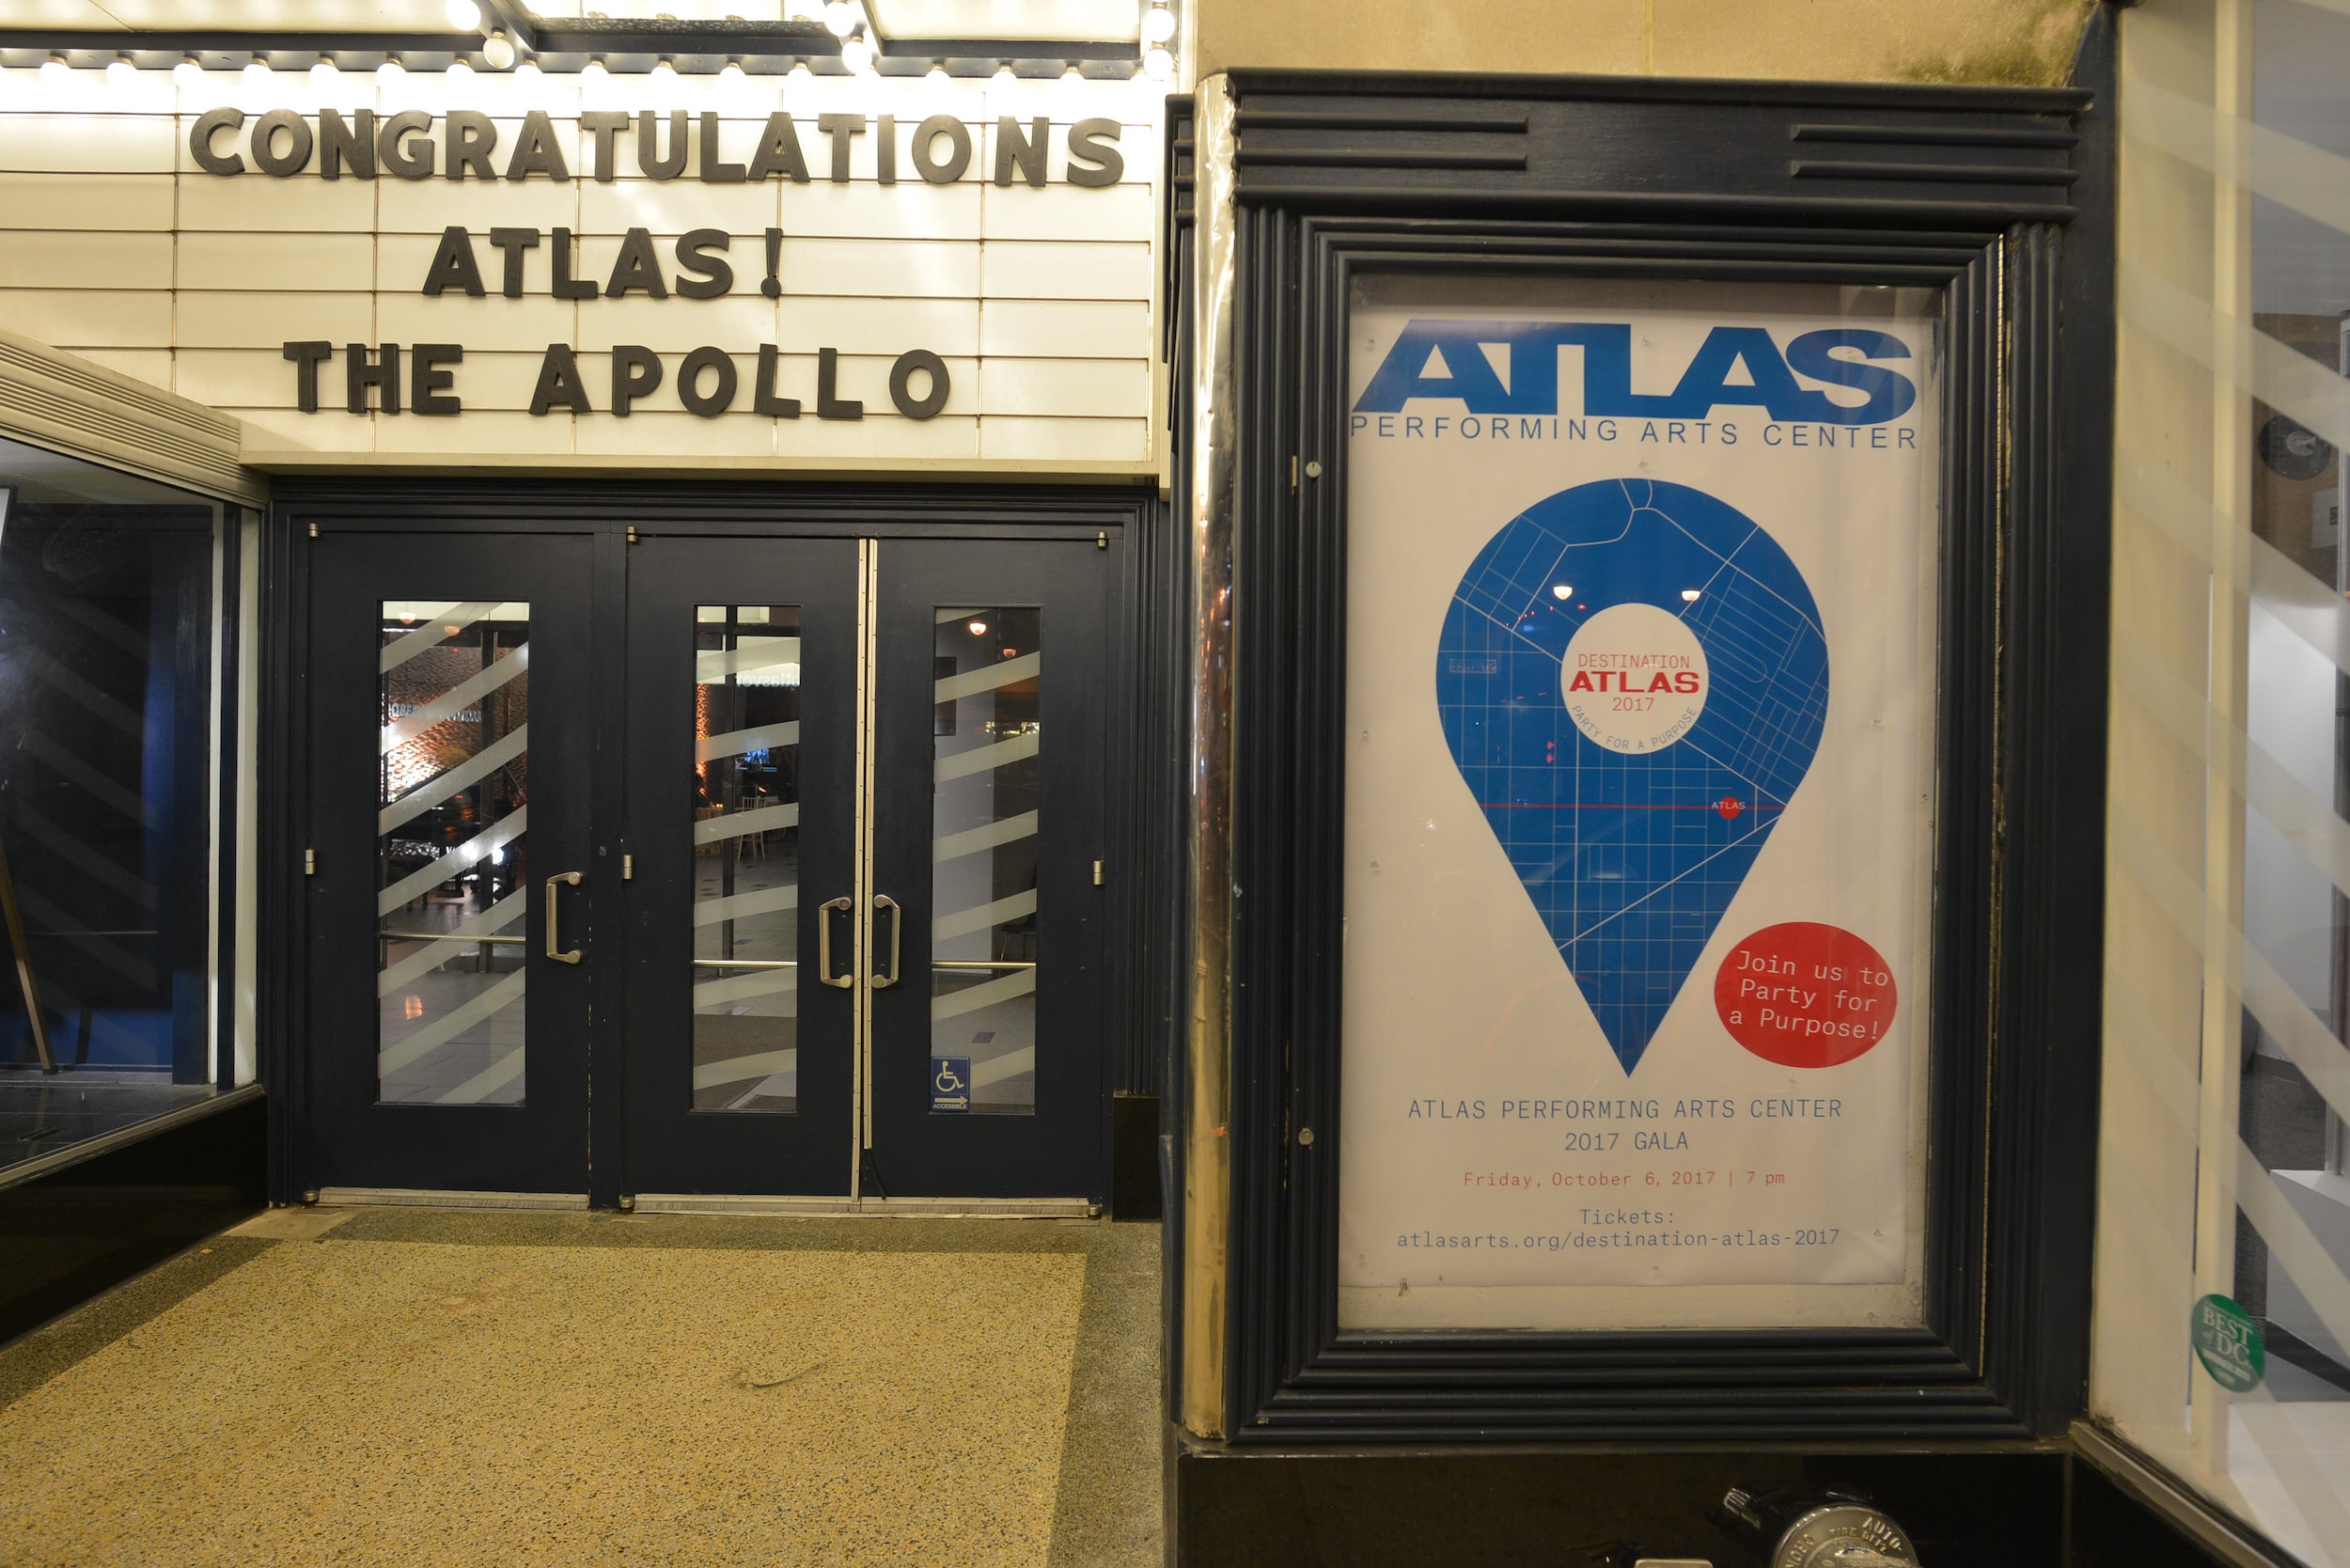 CONGRATULATIONS
ATLAS!
THE APOLLO
ACCESSIBLE
ATLAS
PERFORMING ARTS CENTER
DESTINATION
ATLAS
2017
PARTY FOR A PURPOSE
ATLAS
Join us to
Party for
a Purpose!
ATLAS PERFORMING ARTS CENTER
2017 GALA
Friday, October 6, 2017 | 7 pm
Tickets:
atlasarts.org/destination-atlas-2017
BEST
of DC
AUTO-